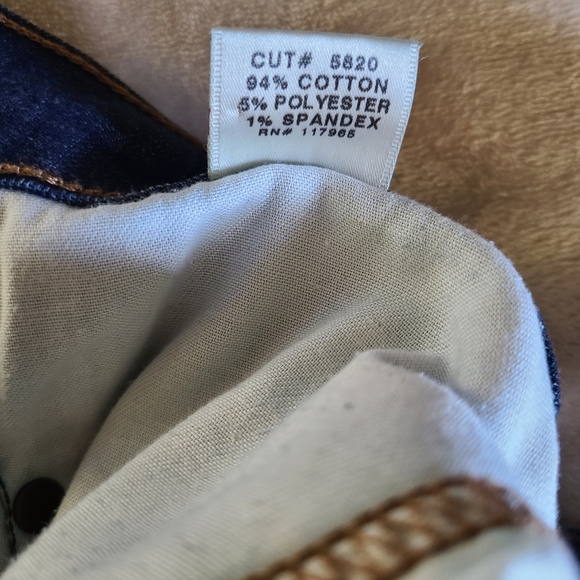 CUT# 5820
94% COTTON
5% POLYESTER
1% SPANDEX
RN# 117965